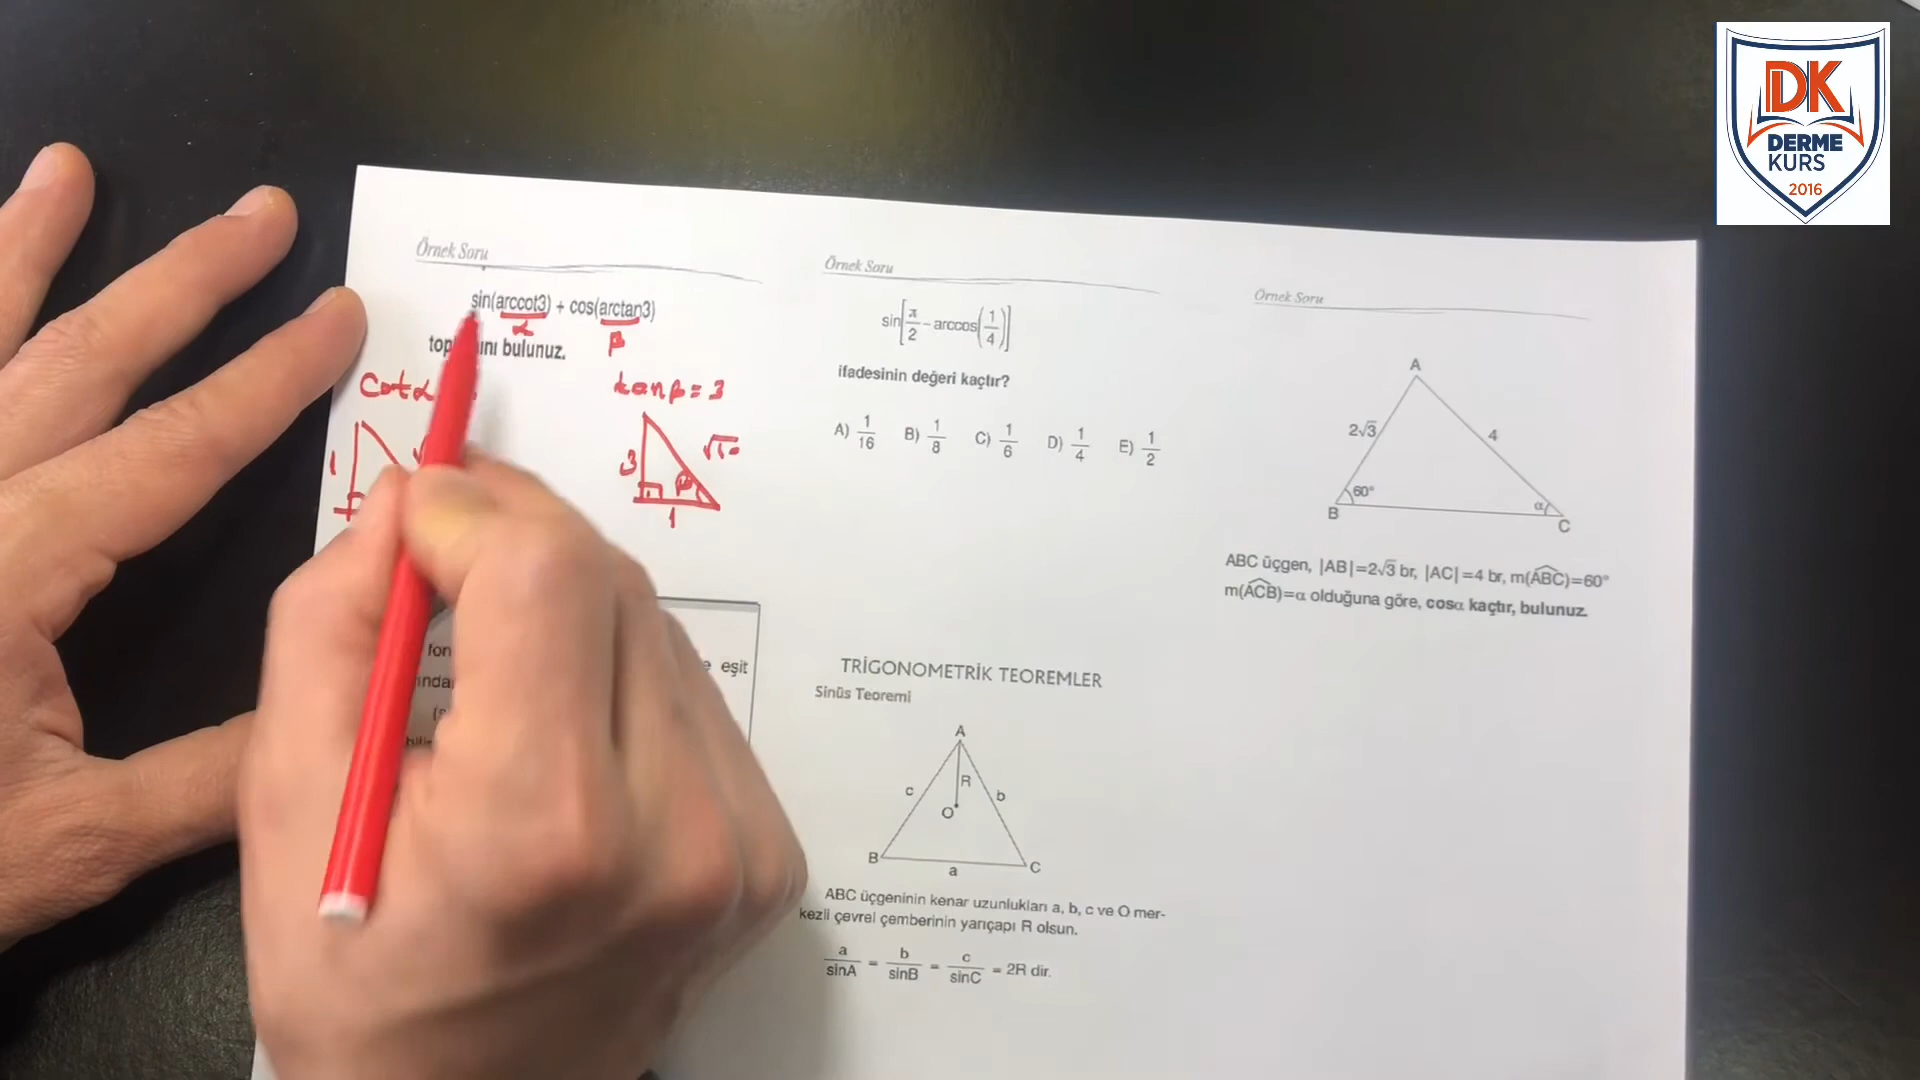 DK
DERME
KURS
2016
Örnek Soru
sin(arccot3) + cos(arctan3)
α
β
bulunuz.
cotα
tanβ = 3
1
3
√10
β
1
eşit
Örnek Soru
sin[π/2 − arccos(1/4)]
ifadesinin değeri kaçtır?
A) 1/16 B) 1/8 C) 1/6 D) 1/4 E) 1/2
TRİGONOMETRİK TEOREMLER
Sinüs Teoremi
A
R
c
b
O
B
C
a
ABC üçgeninin kenar uzunlukları a, b, c ve O mer-
kezli çevrel çemberinin yarıçapı R olsun.
a/sinA = b/sinB = c/sinC = 2R dir.
Örnek Soru
A
2√3
4
60°
α
B
C
ABC üçgen, |AB|=2√3 br, |AC|=4 br, m(ABC)=60°
m(ACB)=α olduğuna göre, cosα kaçtır, bulunuz.